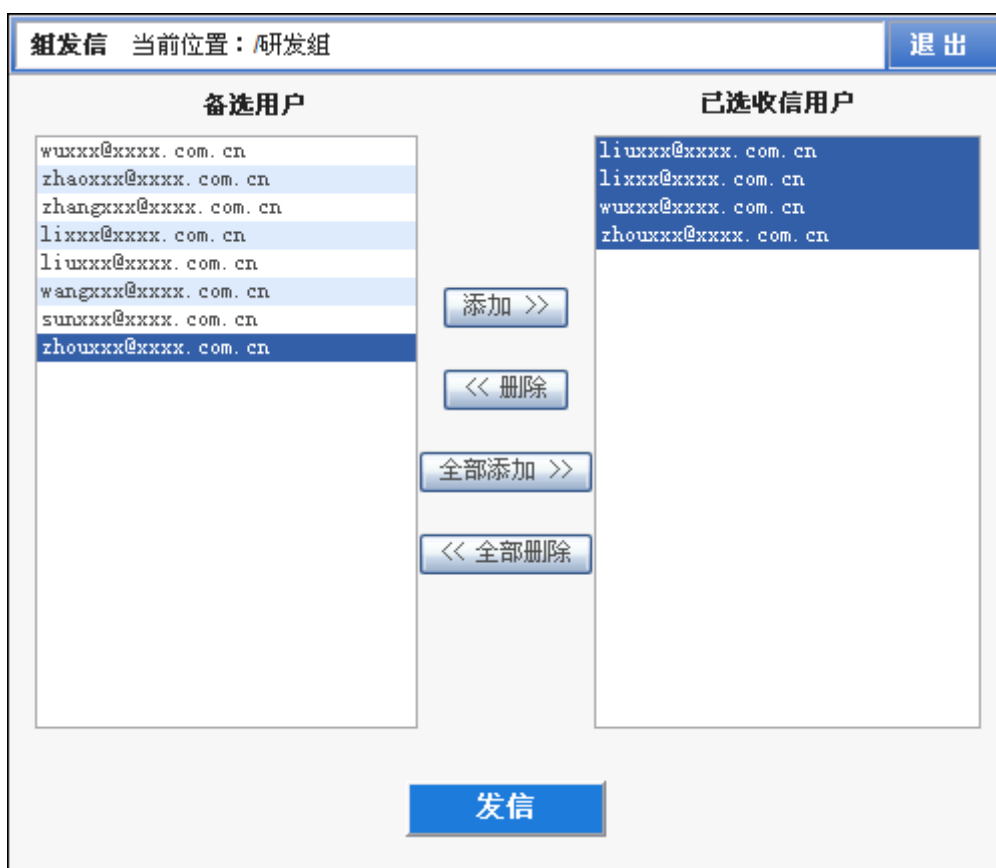 组发信 当前位置：/研发组 退 出
备选用户
已选收信用户
wuxxx@xxxx.com.cn
zhaoxxx@xxxx.com.cn
zhangxxx@xxxx.com.cn
lixxx@xxxx.com.cn
liuxxx@xxxx.com.cn
wangxxx@xxxx.com.cn
sunxxx@xxxx.com.cn
zhouxxx@xxxx.com.cn
添加 >>
<< 删除
全部添加 >>
<< 全部删除
liuxxx@xxxx.com.cn
lixxx@xxxx.com.cn
wuxxx@xxxx.com.cn
zhouxxx@xxxx.com.cn
发信